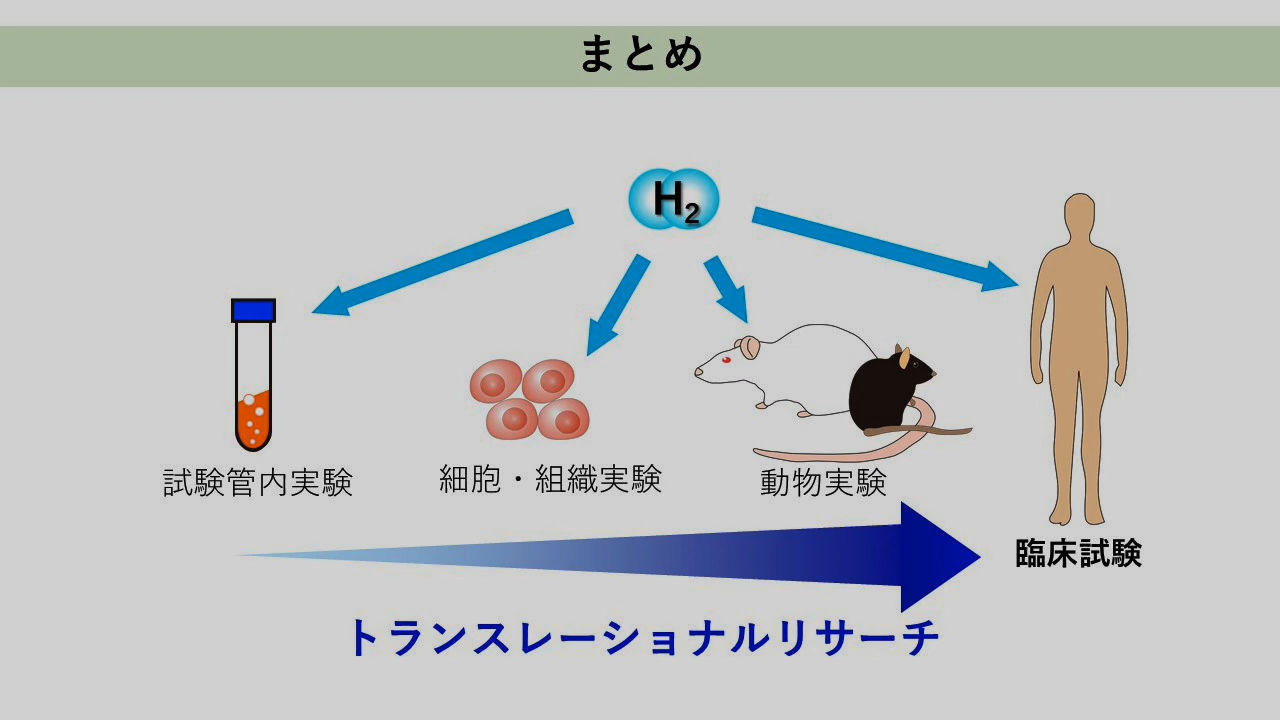 まとめ
H₂
試験管内実験
細胞・組織実験
動物実験
臨床試験
トランスレーショナルリサーチ